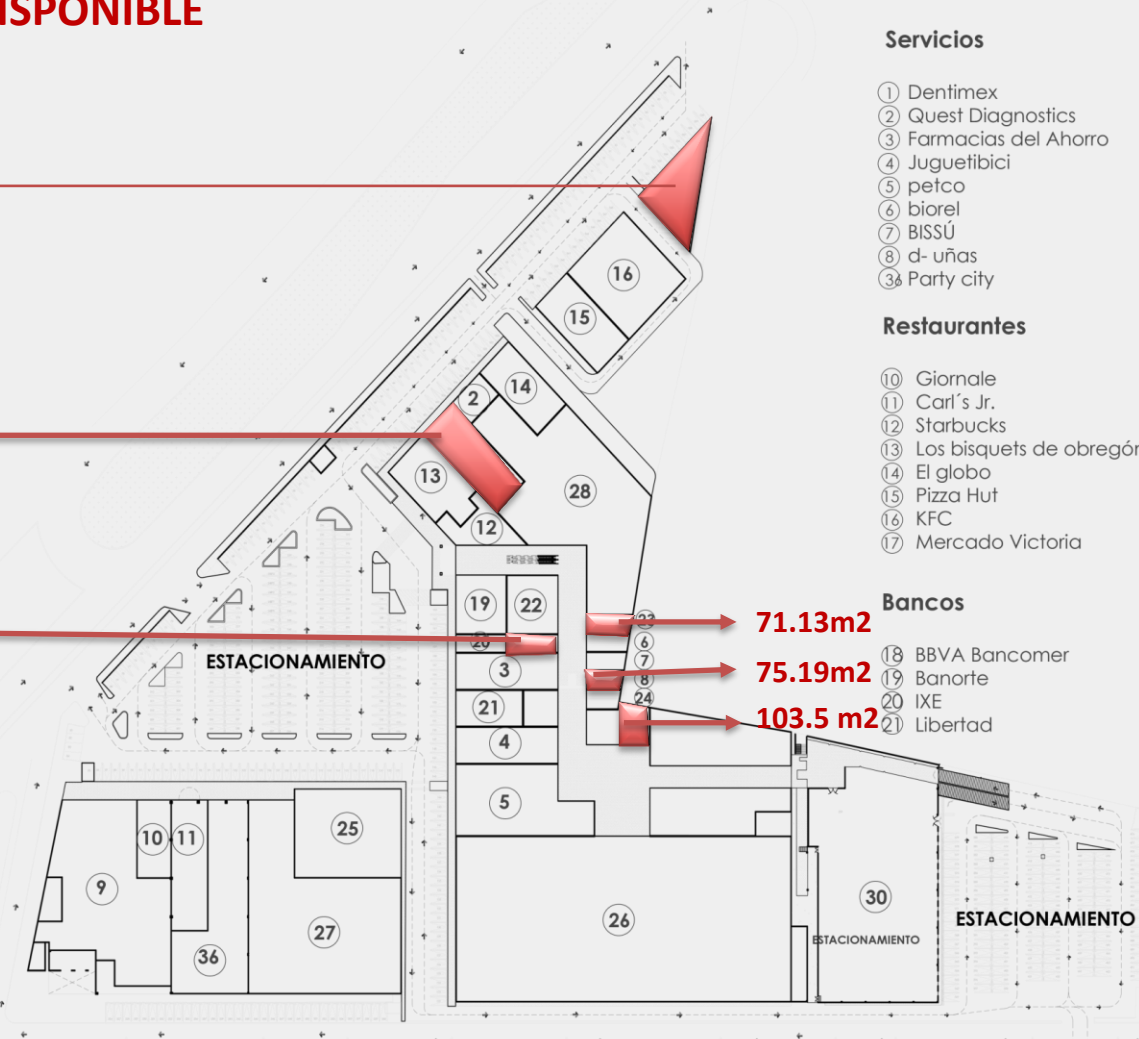 ISPONIBLE
Servicios
1 Dentimex
2 Quest Diagnostics
3 Farmacias del Ahorro
4 Juguetibici
5 petco
6 biorel
7 BISSÚ
8 d- uñas
36 Party city
Restaurantes
10 Giornale
11 Carl´s Jr.
12 Starbucks
13 Los bisquets de obregón
14 El globo
15 Pizza Hut
16 KFC
17 Mercado Victoria
Bancos
18 BBVA Bancomer
19 Banorte
20 IXE
21 Libertad
16
15
14
2
13
28
12
19
22
23
71.13m2
20
6
ESTACIONAMIENTO
7
3
8
75.19m2
24
21
103.5 m2
4
5
10
11
25
9
27
36
26
30
ESTACIONAMIENTO
ESTACIONAMIENTO